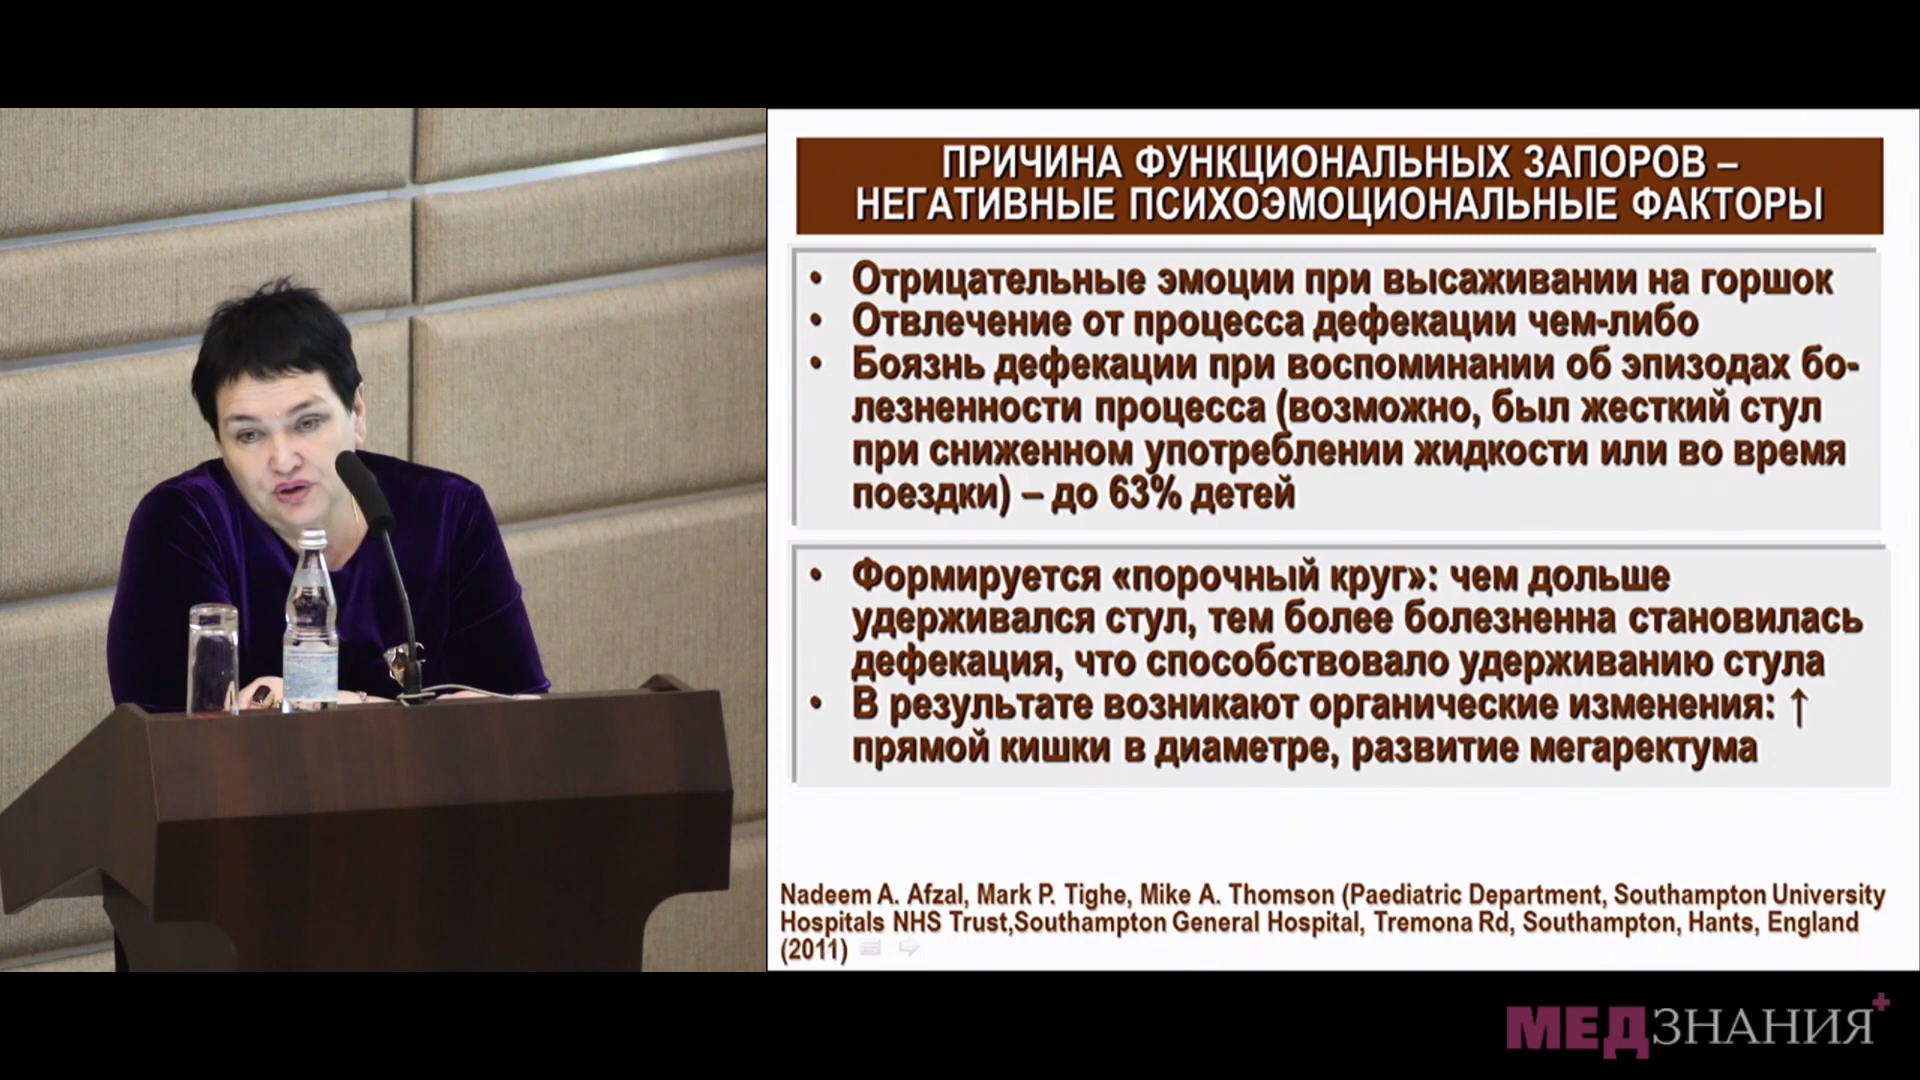 ПРИЧИНА ФУНКЦИОНАЛЬНЫХ ЗАПОРОВ –
НЕГАТИВНЫЕ ПСИХОЭМОЦИОНАЛЬНЫЕ ФАКТОРЫ
• Отрицательные эмоции при высаживании на горшок
• Отвлечение от процесса дефекации чем-либо
• Боязнь дефекации при воспоминании об эпизодах бо-
лезненности процесса (возможно, был жесткий стул
при сниженном употреблении жидкости или во время
поездки) – до 63% детей
• Формируется «порочный круг»: чем дольше
удерживался стул, тем более болезненна становилась
дефекация, что способствовало удерживанию стула
• В результате возникают органические изменения: ↑
прямой кишки в диаметре, развитие мегаректума
Nadeem A. Afzal, Mark P. Tighe, Mike A. Thomson (Paediatric Department, Southampton University
Hospitals NHS Trust,Southampton General Hospital, Tremona Rd, Southampton, Hants, England
(2011)
МЕДЗНАНИЯ+